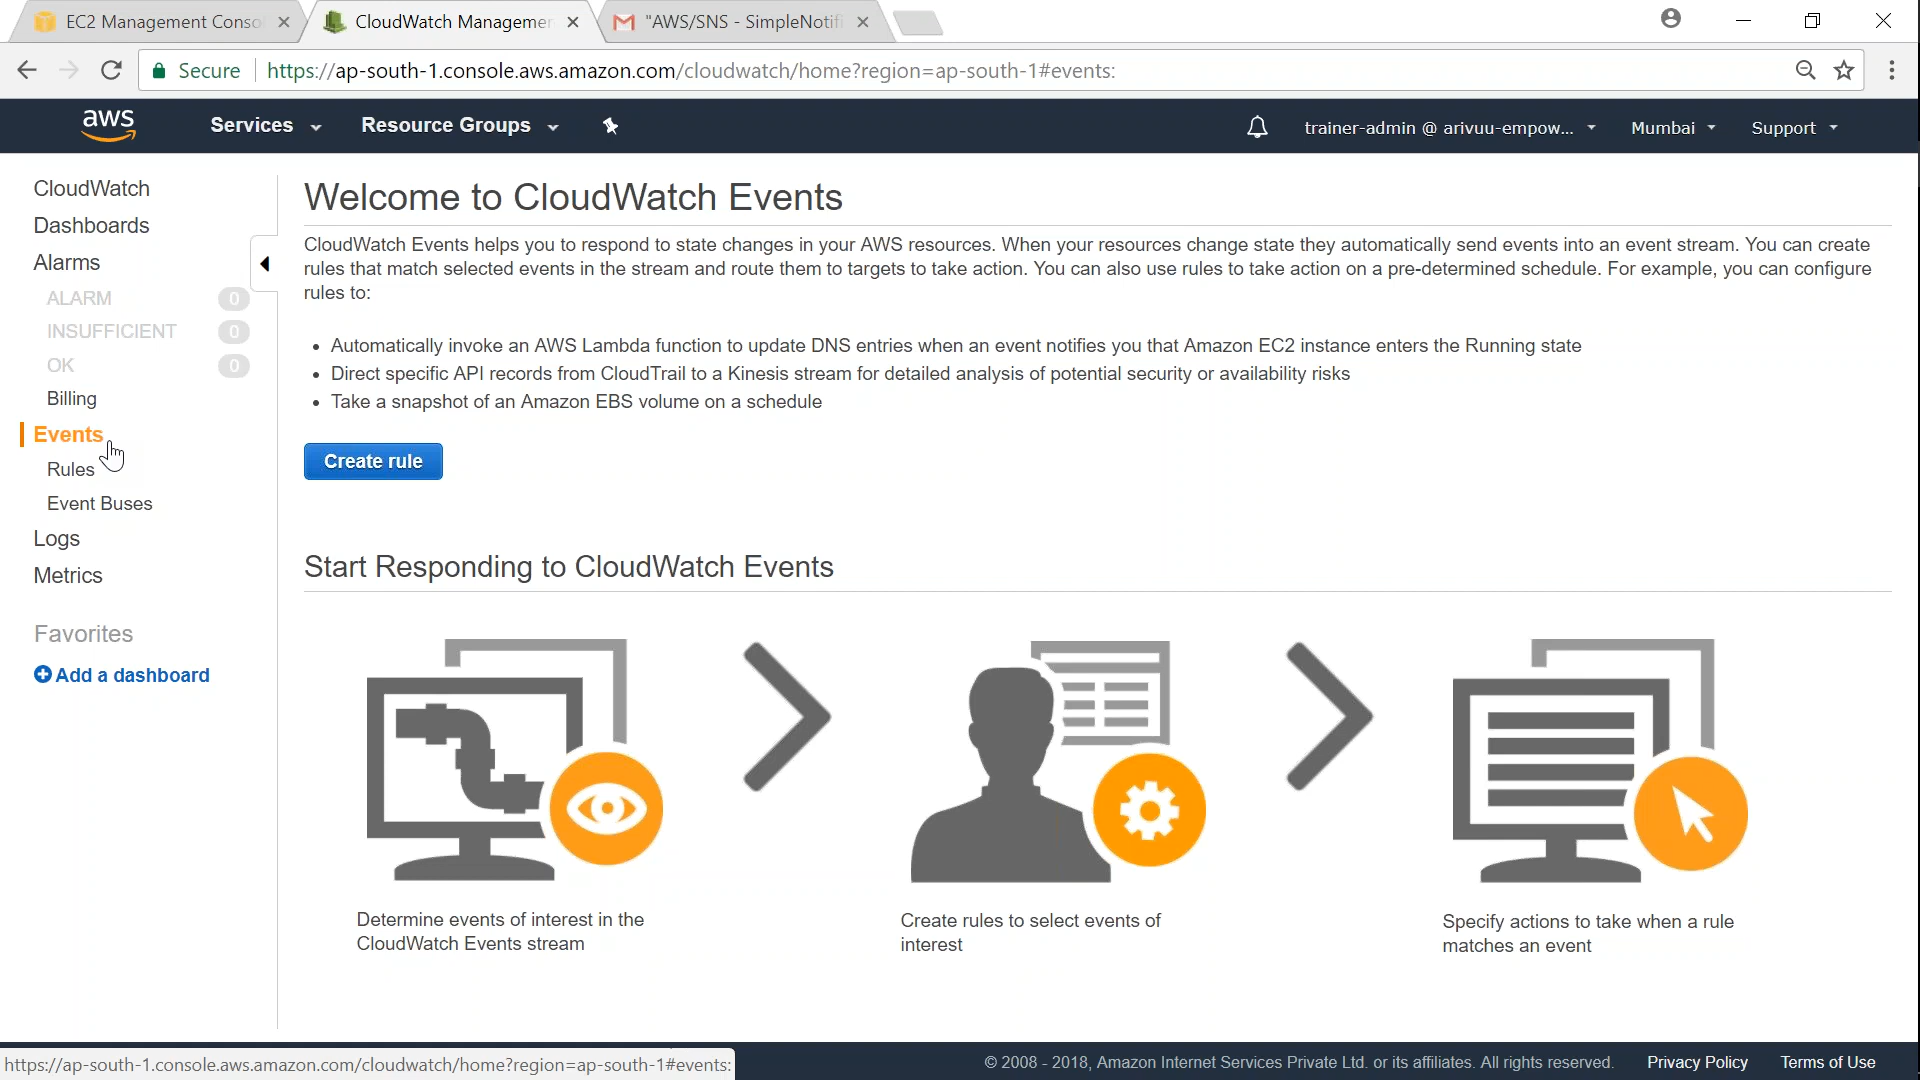 EC2 Management Conso
CloudWatch Managemen
"AWS/SNS - SimpleNotifi
Secure
https://ap-south-1.console.aws.amazon.com/cloudwatch/home?region=ap-south-1#events:
aws
Services
Resource Groups
trainer-admin @ arivuu-empow...
Mumbai
Support
CloudWatch
Dashboards
Alarms
ALARM 0
INSUFFICIENT 0
OK 0
Billing
Events
Rules
Event Buses
Logs
Metrics
Favorites
Add a dashboard
Welcome to CloudWatch Events
CloudWatch Events helps you to respond to state changes in your AWS resources. When your resources change state they automatically send events into an event stream. You can create
rules that match selected events in the stream and route them to targets to take action. You can also use rules to take action on a pre-determined schedule. For example, you can configure
rules to:
• Automatically invoke an AWS Lambda function to update DNS entries when an event notifies you that Amazon EC2 instance enters the Running state
• Direct specific API records from CloudTrail to a Kinesis stream for detailed analysis of potential security or availability risks
• Take a snapshot of an Amazon EBS volume on a schedule
Create rule
Start Responding to CloudWatch Events
Determine events of interest in the
CloudWatch Events stream
Create rules to select events of
interest
Specify actions to take when a rule
matches an event
https://ap-south-1.console.aws.amazon.com/cloudwatch/home?region=ap-south-1#events:
© 2008 - 2018, Amazon Internet Services Private Ltd. or its affiliates. All rights reserved.
Privacy Policy
Terms of Use